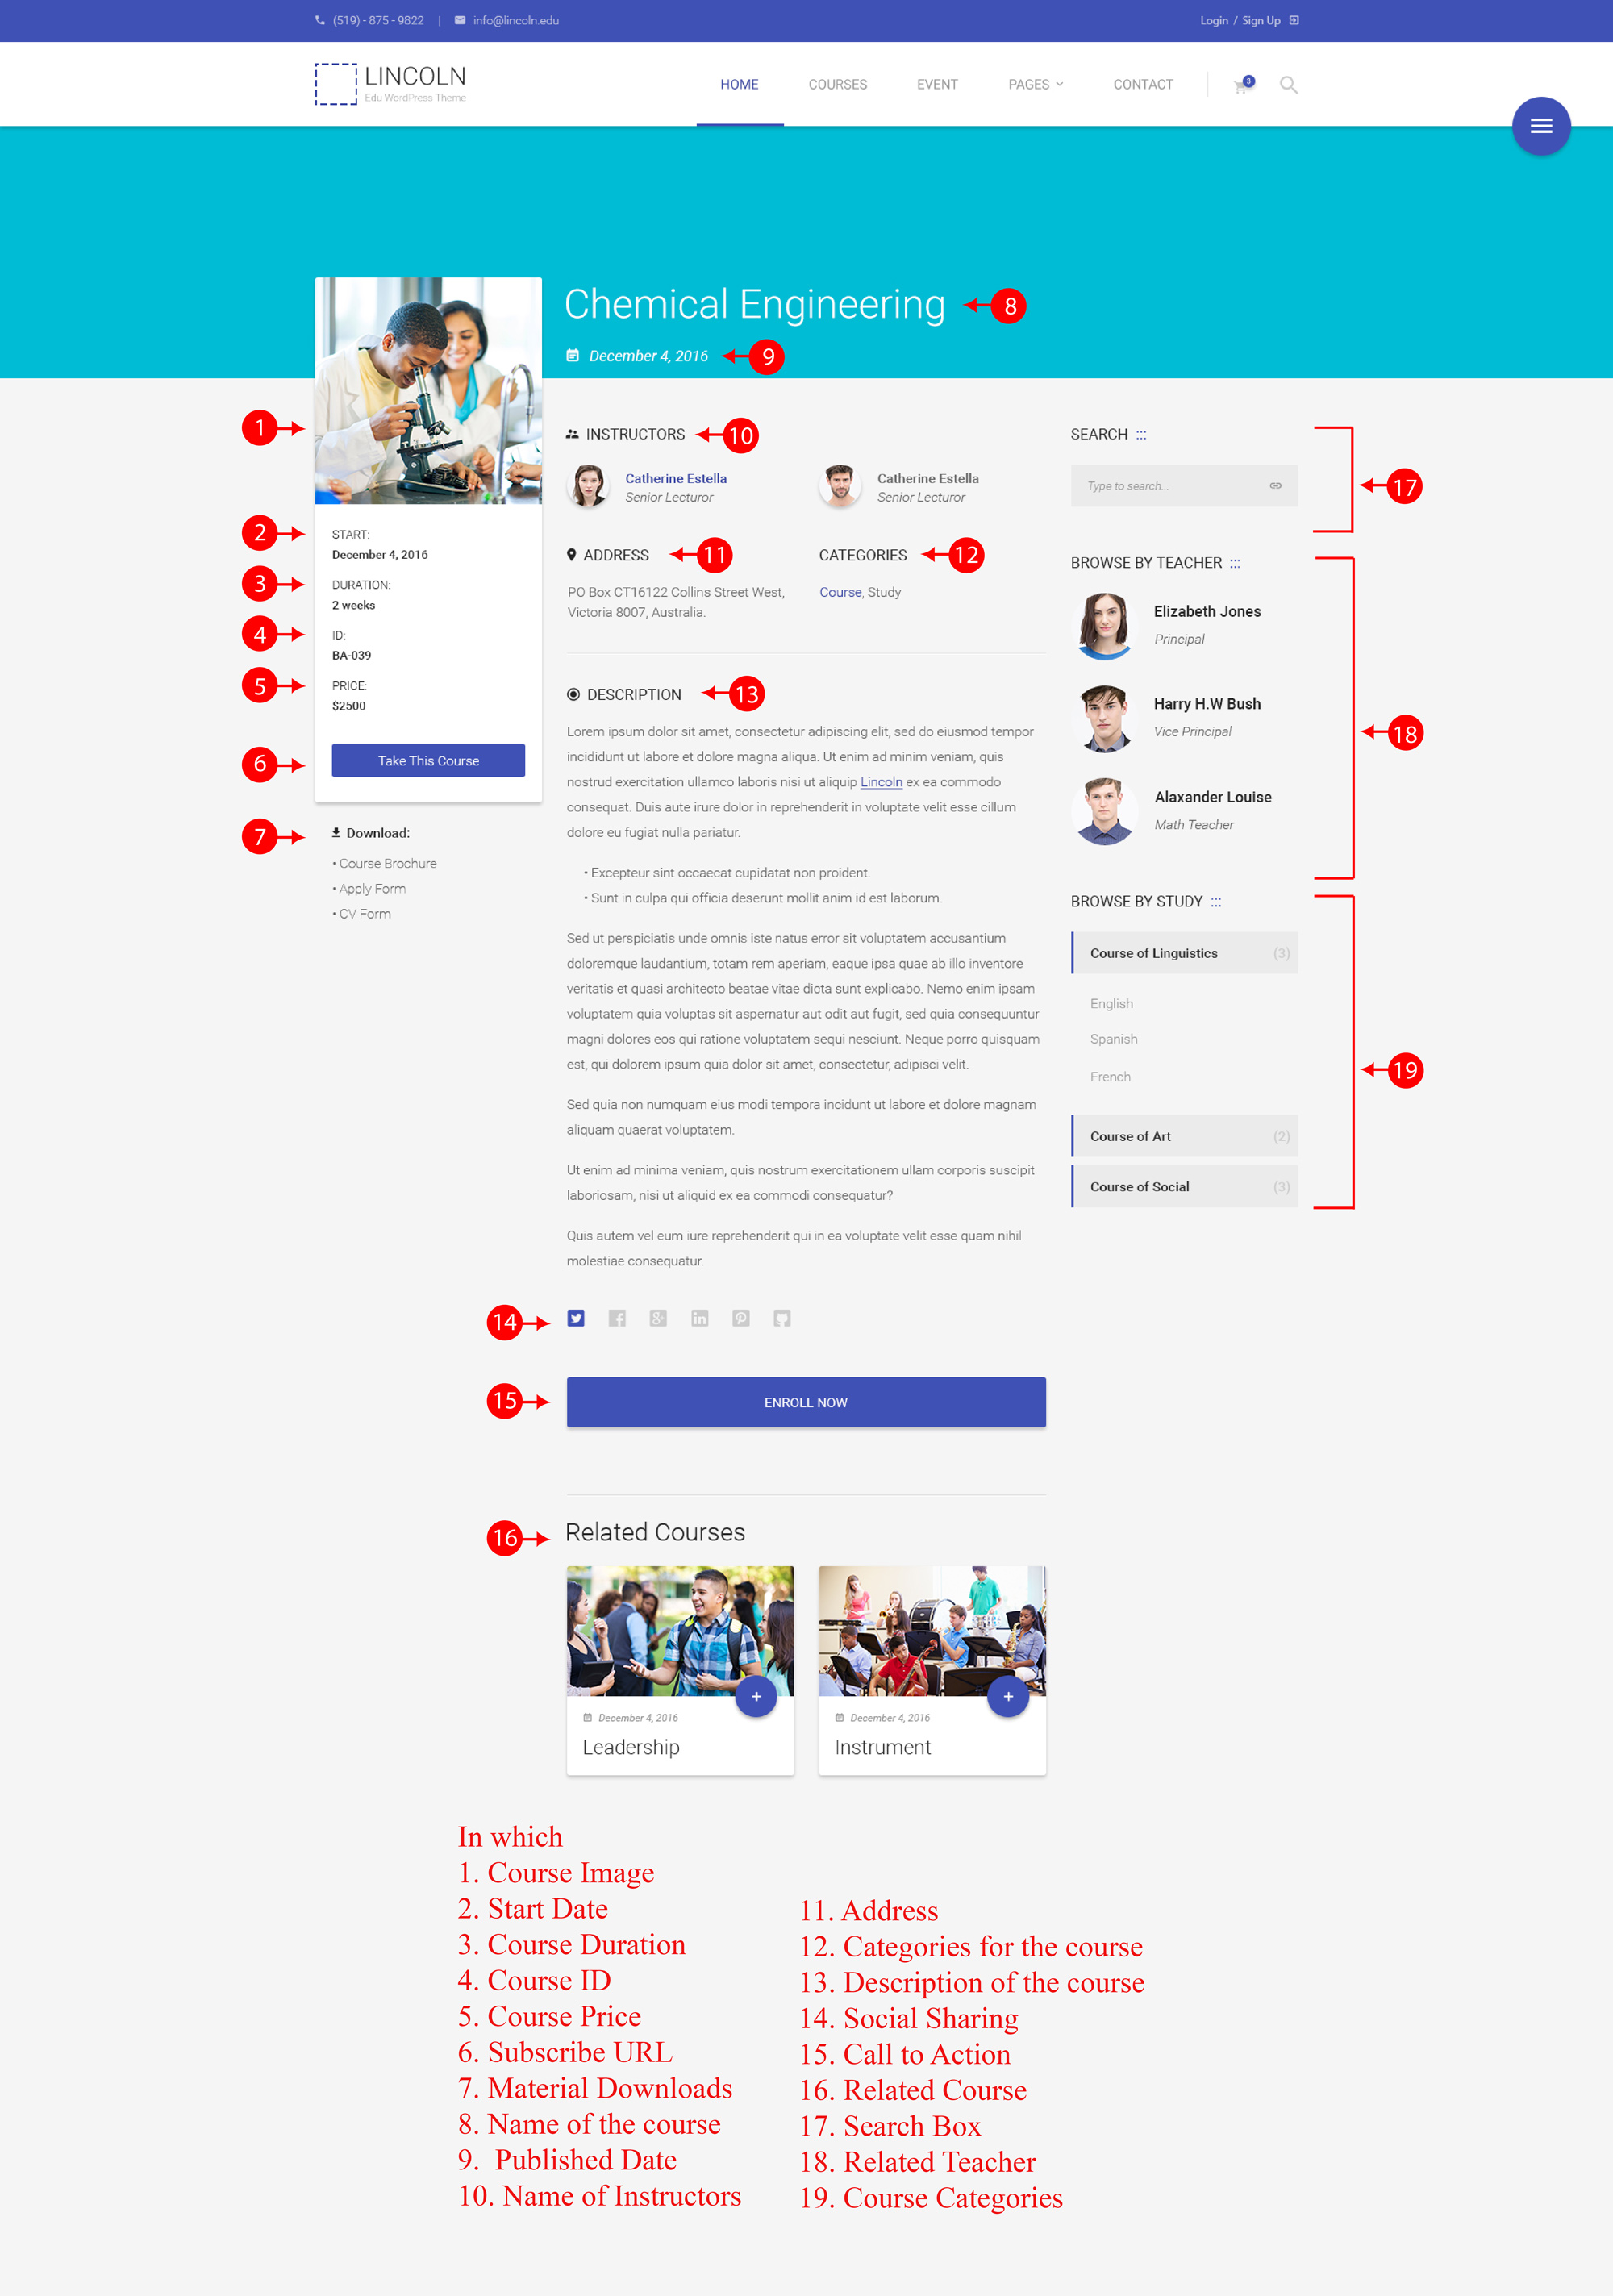 (519) - 875 - 9822 | info@lincoln.edu
Login / Sign Up
LINCOLN
Edu WordPress Theme
HOME COURSES EVENT PAGES CONTACT 3
Chemical Engineering 8
December 4, 2016 9
1
2 START:
December 4, 2016
3 DURATION:
2 weeks
4 ID:
BA-039
5 PRICE:
$2500
6 Take This Course
7 Download:
• Course Brochure
• Apply Form
• CV Form
INSTRUCTORS 10
Catherine Estella
Senior Lecturor
Catherine Estella
Senior Lecturor
ADDRESS 11
PO Box CT16122 Collins Street West,
Victoria 8007, Australia.
CATEGORIES 12
Course, Study
DESCRIPTION 13
Lorem ipsum dolor sit amet, consectetur adipiscing elit, sed do eiusmod tempor
incididunt ut labore et dolore magna aliqua. Ut enim ad minim veniam, quis
nostrud exercitation ullamco laboris nisi ut aliquip Lincoln ex ea commodo
consequat. Duis aute irure dolor in reprehenderit in voluptate velit esse cillum
dolore eu fugiat nulla pariatur.
• Excepteur sint occaecat cupidatat non proident.
• Sunt in culpa qui officia deserunt mollit anim id est laborum.
Sed ut perspiciatis unde omnis iste natus error sit voluptatem accusantium
doloremque laudantium, totam rem aperiam, eaque ipsa quae ab illo inventore
veritatis et quasi architecto beatae vitae dicta sunt explicabo. Nemo enim ipsam
voluptatem quia voluptas sit aspernatur aut odit aut fugit, sed quia consequuntur
magni dolores eos qui ratione voluptatem sequi nesciunt. Neque porro quisquam
est, qui dolorem ipsum quia dolor sit amet, consectetur, adipisci velit.
Sed quia non numquam eius modi tempora incidunt ut labore et dolore magnam
aliquam quaerat voluptatem.
Ut enim ad minima veniam, quis nostrum exercitationem ullam corporis suscipit
laboriosam, nisi ut aliquid ex ea commodi consequatur?
Quis autem vel eum iure reprehenderit qui in ea voluptate velit esse quam nihil
molestiae consequatur.
14
15 ENROLL NOW
16 Related Courses
December 4, 2016
Leadership
December 4, 2016
Instrument
SEARCH :::
Type to search...
17
BROWSE BY TEACHER :::
Elizabeth Jones
Principal
Harry H.W Bush
Vice Principal
18
Alaxander Louise
Math Teacher
BROWSE BY STUDY :::
Course of Linguistics (3)
English
Spanish
French
19
Course of Art (2)
Course of Social (3)
In which
1. Course Image
2. Start Date
3. Course Duration
4. Course ID
5. Course Price
6. Subscribe URL
7. Material Downloads
8. Name of the course
9. Published Date
10. Name of Instructors
11. Address
12. Categories for the course
13. Description of the course
14. Social Sharing
15. Call to Action
16. Related Course
17. Search Box
18. Related Teacher
19. Course Categories